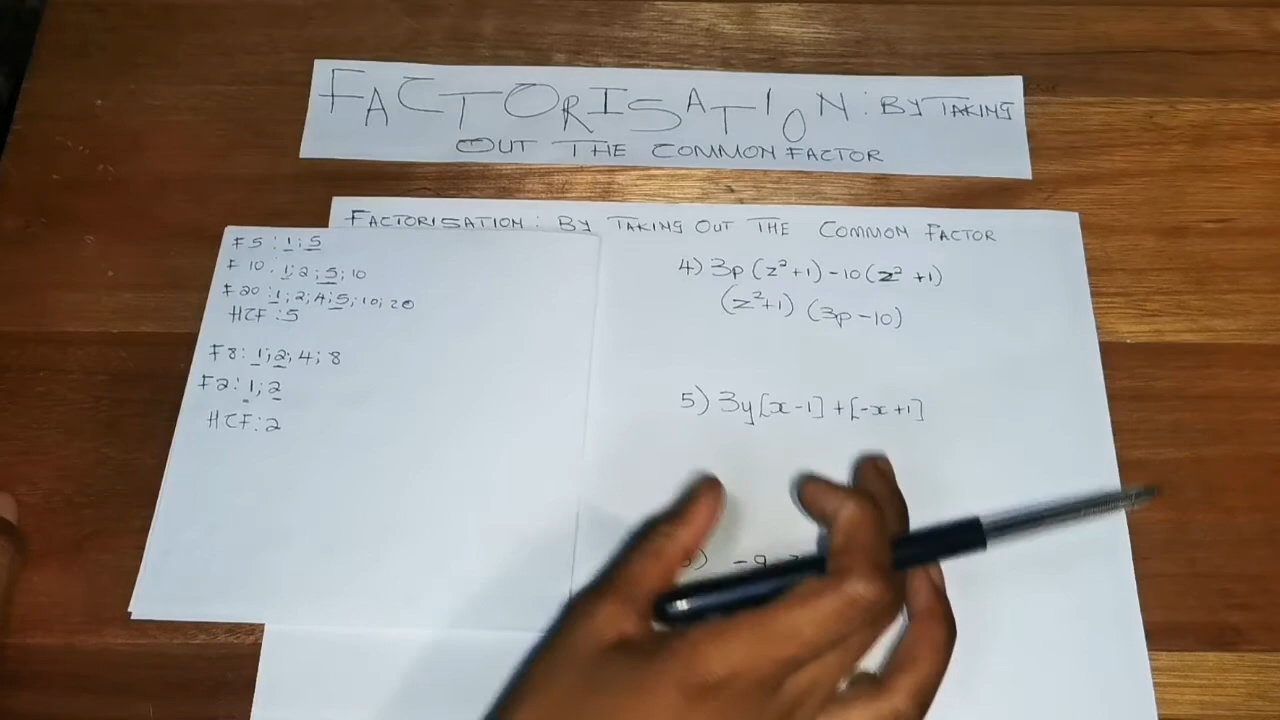 FACTORISATION: BY TAKING
OUT THE COMMON FACTOR
FACTORISATION: BY TAKING OUT THE COMMON FACTOR
F5: 1; 5
F10: 1; 2; 5; 10
F20: 1; 2; 4; 5; 10; 20
HCF: 5
F8: 1; 2; 4; 8
F2: 1; 2
HCF: 2
4) 3p(z²+1)-10(z²+1)
(z²+1)(3p-10)
5) 3y[x-1]+[-x+1]
-9